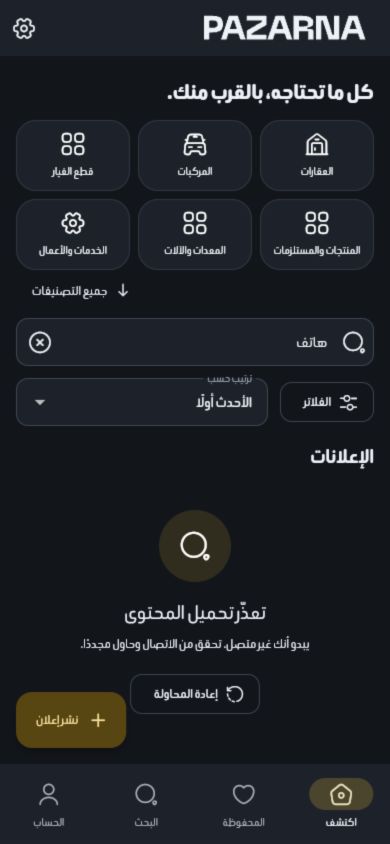 PAZARNA
كل ما تحتاجه، بالقرب منك.
العقارات
المركبات
قطع الغيار
المنتجات والمستلزمات
المعدات والآلات
الخدمات والأعمال
جميع التصنيفات
هاتف
الفلاتر
ترتيب حسب
الأحدث أولًا
الإعلانات
تعذّر تحميل المحتوى
يبدو أنك غير متصل. تحقق من الاتصال وحاول مجددًا.
إعادة المحاولة
نشر إعلان
اكتشف
المحفوظة
البحث
الحساب